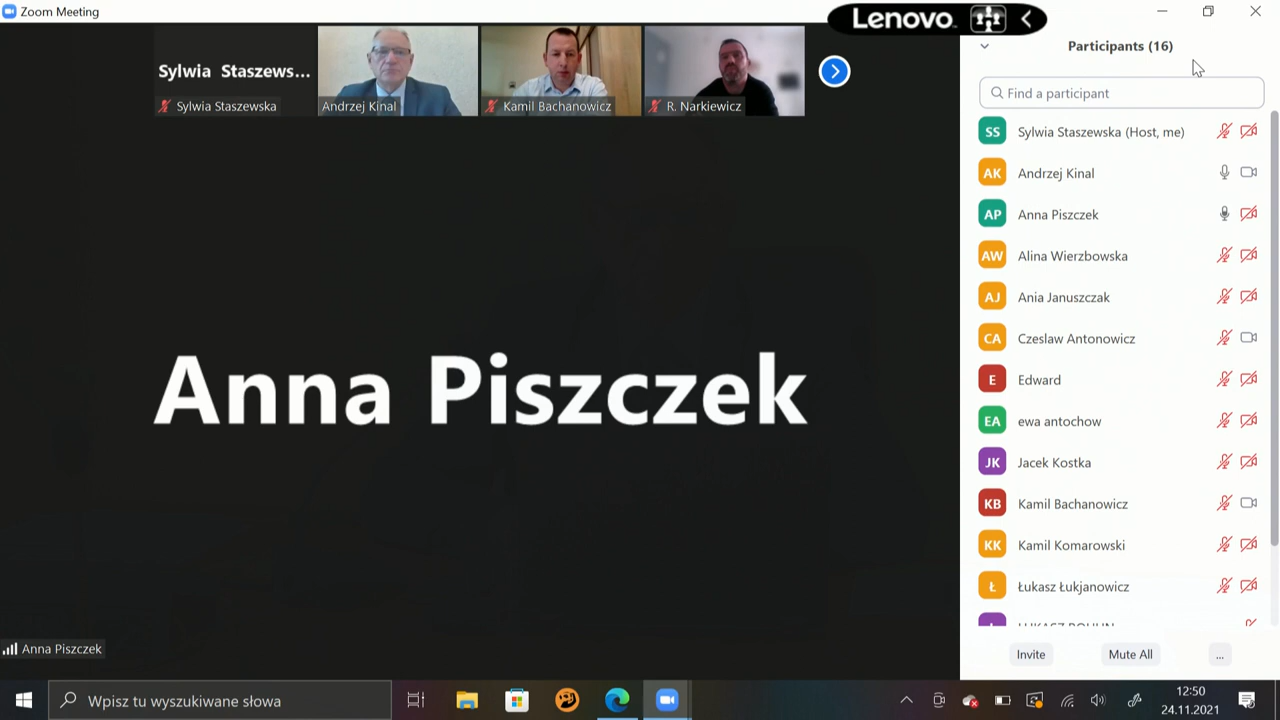 Zoom Meeting
Lenovo
Sylwia Staszews...
Sylwia Staszewska
Andrzej Kinal
Kamil Bachanowicz
R. Narkiewicz
Anna Piszczek
Anna Piszczek
Participants (16)
Find a participant
SS Sylwia Staszewska (Host, me)
AK Andrzej Kinal
AP Anna Piszczek
AW Alina Wierzbowska
AJ Ania Januszczak
CA Czeslaw Antonowicz
E Edward
EA ewa antochow
JK Jacek Kostka
KB Kamil Bachanowicz
KK Kamil Komarowski
Ł Łukasz Łukjanowicz
Invite Mute All ...
Wpisz tu wyszukiwane słowa
12:50
24.11.2021